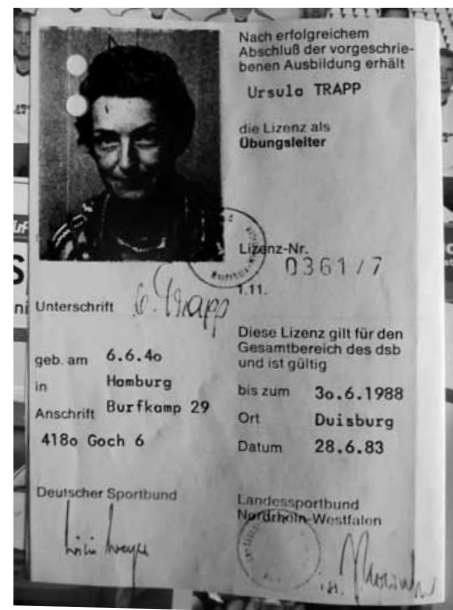 Nach erfolgreichem
Abschluß der vorgeschrie-
benen Ausbildung erhält
Ursula TRAPP
die Lizenz als
Übungsleiter
Lizenz-Nr.
0361/7
1.11.
Unterschrift Trapp
geb. am 6.6.4o
in Hamburg
Anschrift Burfkamp 29
418o Goch 6
Diese Lizenz gilt für den
Gesamtbereich des dsb
und ist gültig
bis zum 3o.6.1988
Ort Duisburg
Datum 28.6.83
Deutscher Sportbund
Landessportbund
Nordrhein-Westfalen